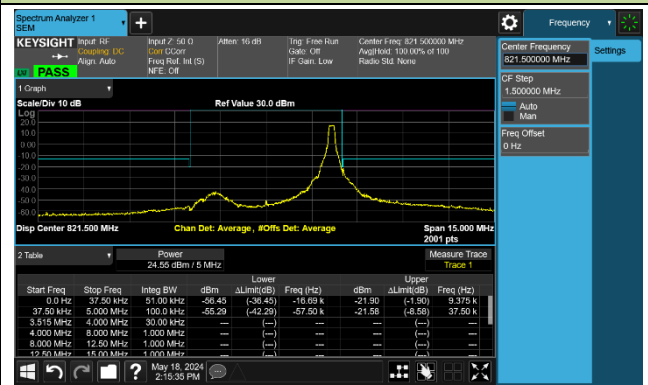 Spectrum Analyzer 1
SEM
Frequency
KEYSIGHT
Input: RF
Coupling: DC
Align: Auto
Input Z: 50 Ω
Corr CCorr
Freq Ref: Int (S)
NFE: Off
Atten: 16 dB
Trig: Free Run
Gate: Off
IF Gain: Low
Center Freq: 821.500000 MHz
Avg|Hold: 100.00% of 100
Radio Std: None
PASS
Center Frequency
821.500000 MHz
Settings
CF Step
1.500000 MHz
Auto
Man
Freq Offset
0 Hz
1 Graph
Scale/Div 10 dB
Ref Value 30.0 dBm
Log
20.0
10.0
0.00
-10.0
-20.0
-30.0
-40.0
-50.0
-60.0
Disp Center 821.500 MHz
Chan Det: Average, #Offs Det: Average
Span 15.000 MHz
2001 pts
2 Table
Power
24.55 dBm / 5 MHz
Measure Trace
Trace 1
Lower Upper
Start Freq Stop Freq Integ BW dBm ΔLimit(dB) Freq (Hz) dBm ΔLimit(dB) Freq (Hz)
0.0 Hz 37.50 kHz 51.00 kHz -56.45 (-36.45) -16.69 k -21.90 (-1.90) 9.375 k
37.50 kHz 5.000 MHz 100.0 kHz -55.29 (-42.29) -57.50 k -21.58 (-8.58) 37.50 k
3.515 MHz 4.000 MHz 30.00 kHz --- (---) --- --- (---) ---
4.000 MHz 8.000 MHz 1.000 MHz --- (---) --- --- (---) ---
8.000 MHz 12.50 MHz 1.000 MHz --- (---) --- --- (---) ---
12.50 MHz 15.00 MHz 1.000 MHz --- (---) --- --- (---) ---
?
May 18, 2024
2:15:35 PM